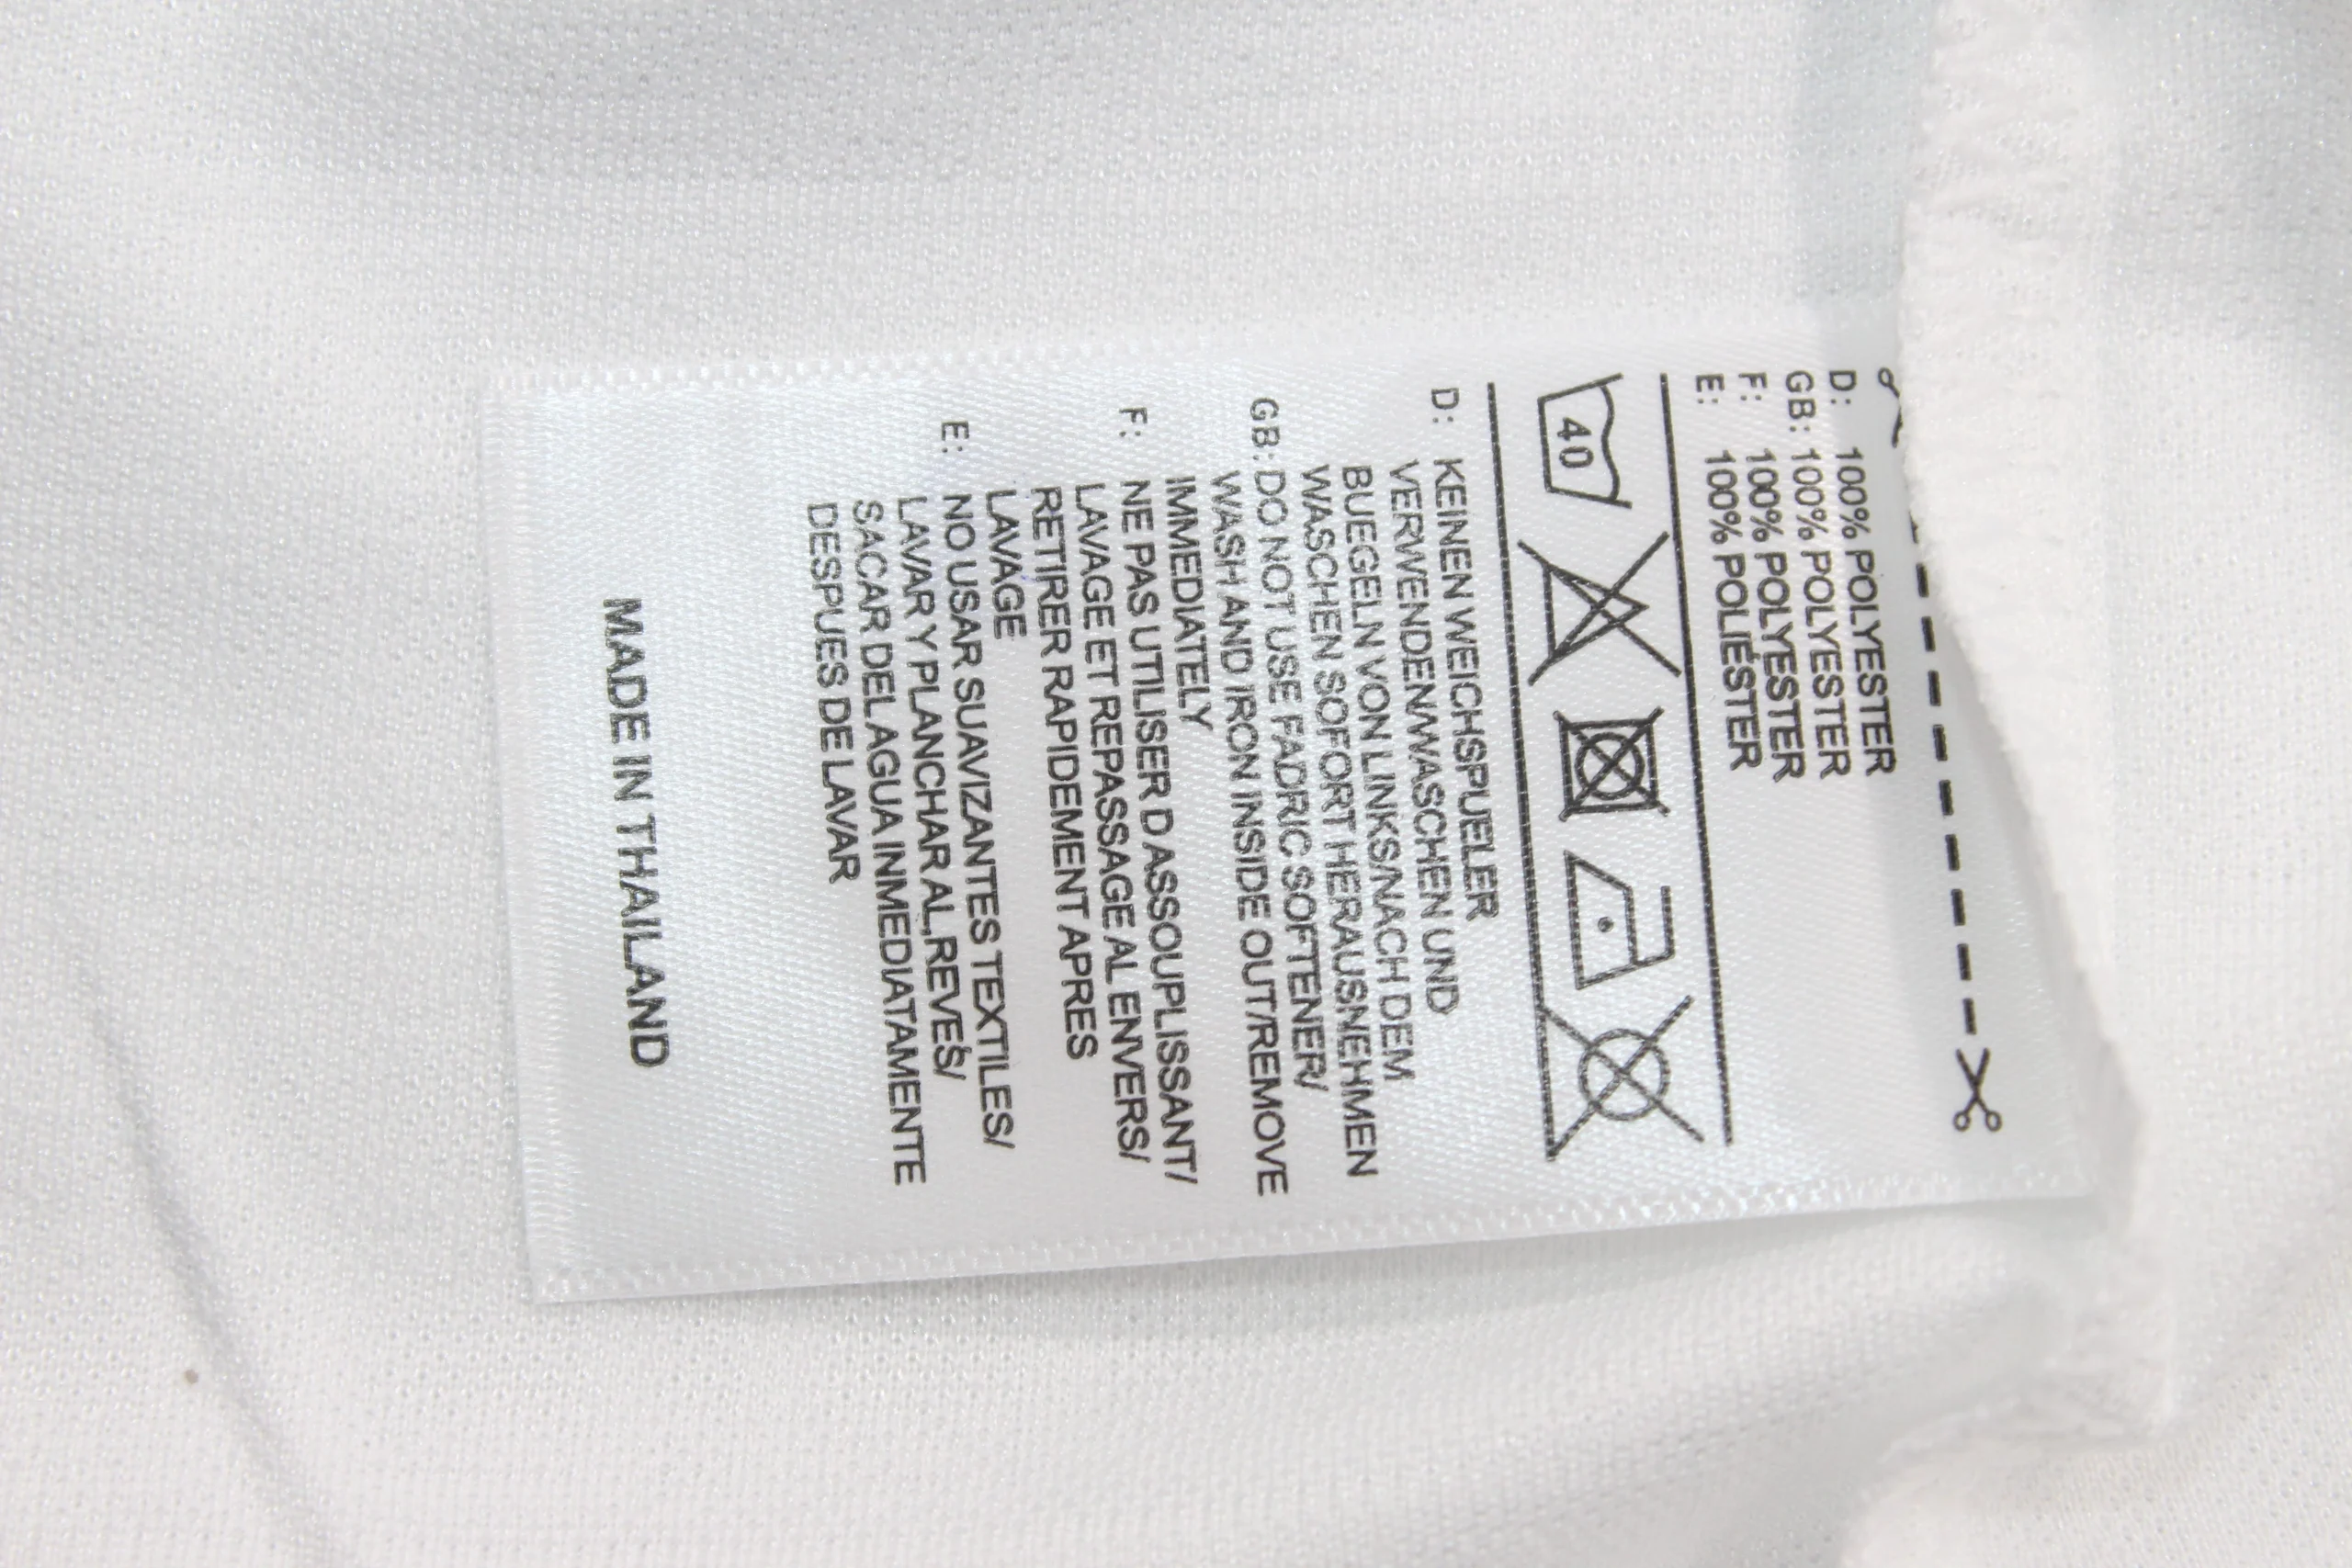 D: 100% POLYESTER
GB: 100% POLYESTER
F: 100% POLYESTER
E: 100% POLIÉSTER
40
D: KEINEN WEICHSPUELER
VERWENDEN/WASCHEN UND
BUEGELN VON LINKS/NACH DEM
WASCHEN SOFORT HERAUSNEHMEN
GB: DO NOT USE FADRIC SOFTENER/
WASH AND IRON INSIDE OUT/REMOVE
IMMEDIATELY
F: NE PAS UTILISER D ASSOUPLISSANT/
LAVAGE ET REPASSAGE AL ENVERS/
RETIRER RAPIDEMENT APRES
LAVAGE
E: NO USAR SUAVIZANTES TEXTILES/
LAVAR Y PLANCHAR AL,REVÉS/
SACAR DEL AGUA INMEDIATAMENTE
DESPUES DE LAVAR
MADE IN THAILAND